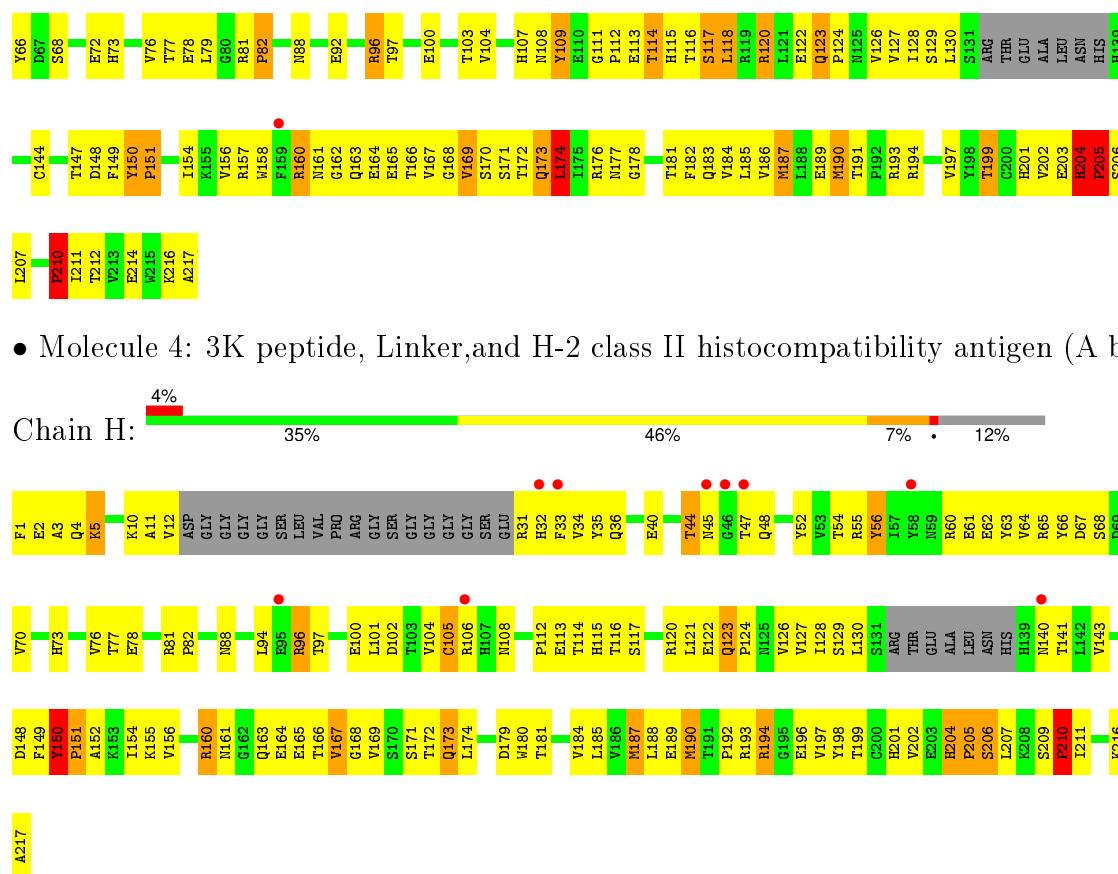 Y66 D67 S68 E72 H73 V76 T77 E78 L79 G80 R81 P82 N88 E92 R96 T97 E100 T103 V104 H107 N108 Y109 E110 G111 P112 E113 T114 H115 T116 S117 L118 R119 R120 L121 E122 Q123 P124 N125 V126 V127 I128 S129 L130 S131 ARG THR GLU ALA LEU ASN HIS H139
C144 T147 D148 F149 Y150 P151 I154 K155 V156 R157 W158 F159 R160 N161 G162 Q163 E164 E165 T166 V167 G168 V169 S170 S171 T172 Q173 L174 I175 R176 N177 G178 T181 F182 Q183 V184 L185 V186 M187 L188 E189 M190 T191 P192 R193 R194 V197 Y198 T199 C200 H201 V202 E203 H204 P205 S206
L207 P210 I211 T212 V213 E214 W215 K216 A217
• Molecule 4: 3K peptide, Linker,and H-2 class II histocompatibility antigen (A b
4%
Chain H:
35% 46% 7% • 12%
F1 E2 A3 Q4 K5 K10 A11 V12 ASP GLY GLY GLY GLY SER LEU VAL PRO ARG GLY SER GLY GLY GLY GLY SER GLU R31 H32 F33 V34 Y35 Q36 E40 T44 N45 G46 T47 Q48 Y52 V53 T54 R55 Y56 I57 Y58 N59 R60 E61 E62 Y63 V64 R65 Y66 D67 S68 D69
V70 H73 V76 T77 E78 R81 P82 N88 L94 E95 R96 T97 E100 L101 D102 T103 V104 C105 R106 H107 N108 P112 E113 T114 H115 T116 S117 R120 L121 E122 Q123 P124 N125 V126 V127 I128 S129 L130 S131 ARG THR GLU ALA LEU ASN HIS H139 N140 T141 L142 V143
D148 F149 Y150 P151 A152 K153 I154 K155 V156 R160 N161 G162 Q163 E164 E165 T166 V167 G168 V169 S170 S171 T172 Q173 L174 D179 W180 T181 V184 L185 V186 M187 L188 E189 M190 T191 P192 R193 R194 G195 E196 V197 Y198 T199 C200 H201 V202 E203 H204 P205 S206 L207 K208 S209 P210 I211 K216
A217